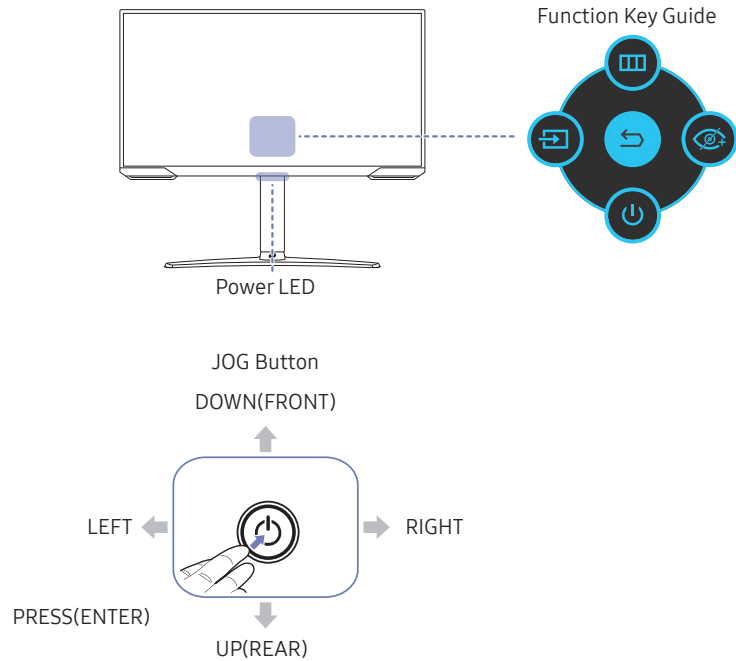 Function Key Guide
Power LED
JOG Button
DOWN(FRONT)
LEFT
RIGHT
PRESS(ENTER)
UP(REAR)